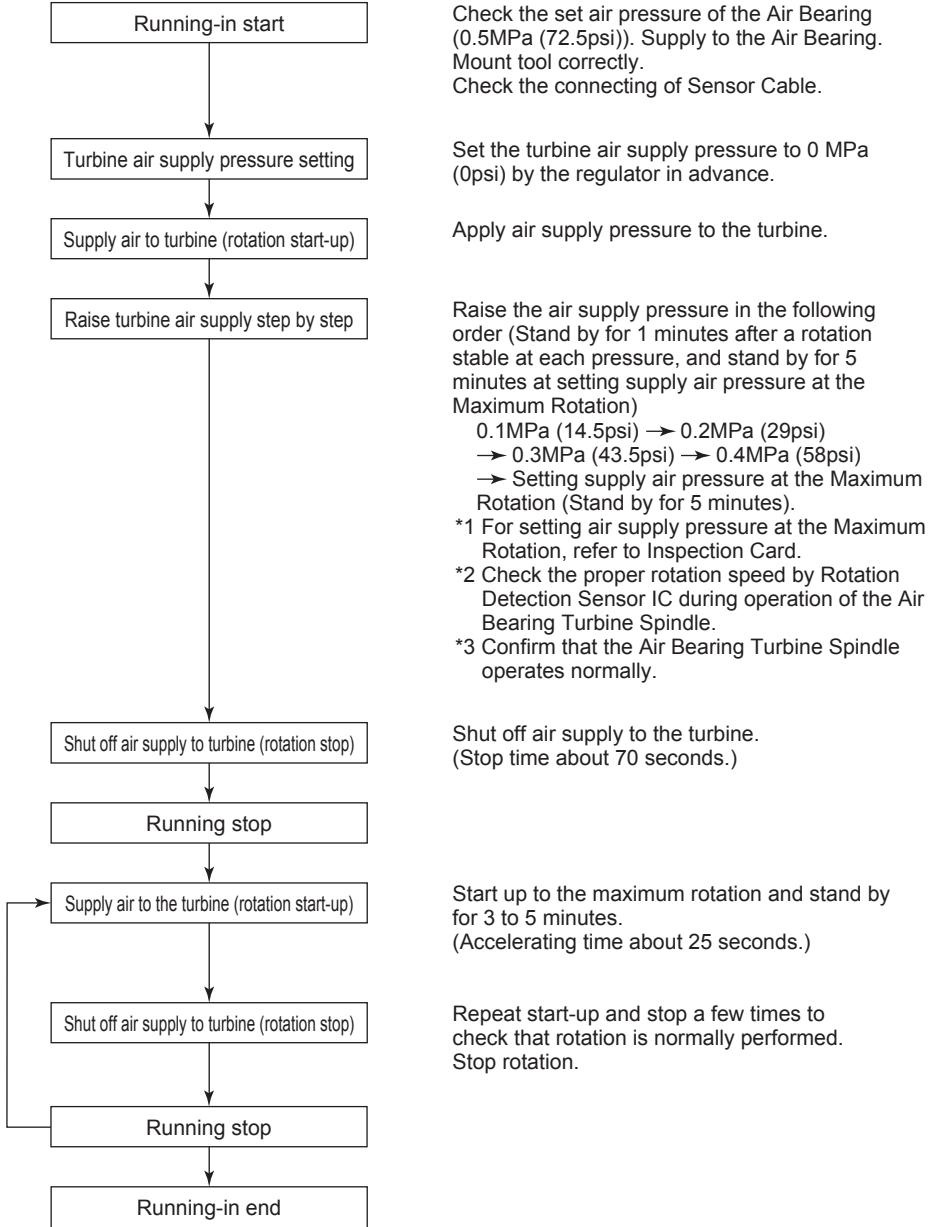 Running-in start
Check the set air pressure of the Air Bearing
(0.5MPa (72.5psi)). Supply to the Air Bearing.
Mount tool correctly.
Check the connecting of Sensor Cable.
Turbine air supply pressure setting
Set the turbine air supply pressure to 0 MPa
(0psi) by the regulator in advance.
Supply air to turbine (rotation start-up)
Apply air supply pressure to the turbine.
Raise turbine air supply step by step
Raise the air supply pressure in the following
order (Stand by for 1 minutes after a rotation
stable at each pressure, and stand by for 5
minutes at setting supply air pressure at the
Maximum Rotation)
0.1MPa (14.5psi) → 0.2MPa (29psi)
→ 0.3MPa (43.5psi) → 0.4MPa (58psi)
→ Setting supply air pressure at the Maximum
Rotation (Stand by for 5 minutes).
*1 For setting air supply pressure at the Maximum
Rotation, refer to Inspection Card.
*2 Check the proper rotation speed by Rotation
Detection Sensor IC during operation of the Air
Bearing Turbine Spindle.
*3 Confirm that the Air Bearing Turbine Spindle
operates normally.
Shut off air supply to turbine (rotation stop)
Shut off air supply to the turbine.
(Stop time about 70 seconds.)
Running stop
Supply air to the turbine (rotation start-up)
Start up to the maximum rotation and stand by
for 3 to 5 minutes.
(Accelerating time about 25 seconds.)
Shut off air supply to turbine (rotation stop)
Repeat start-up and stop a few times to
check that rotation is normally performed.
Stop rotation.
Running stop
Running-in end